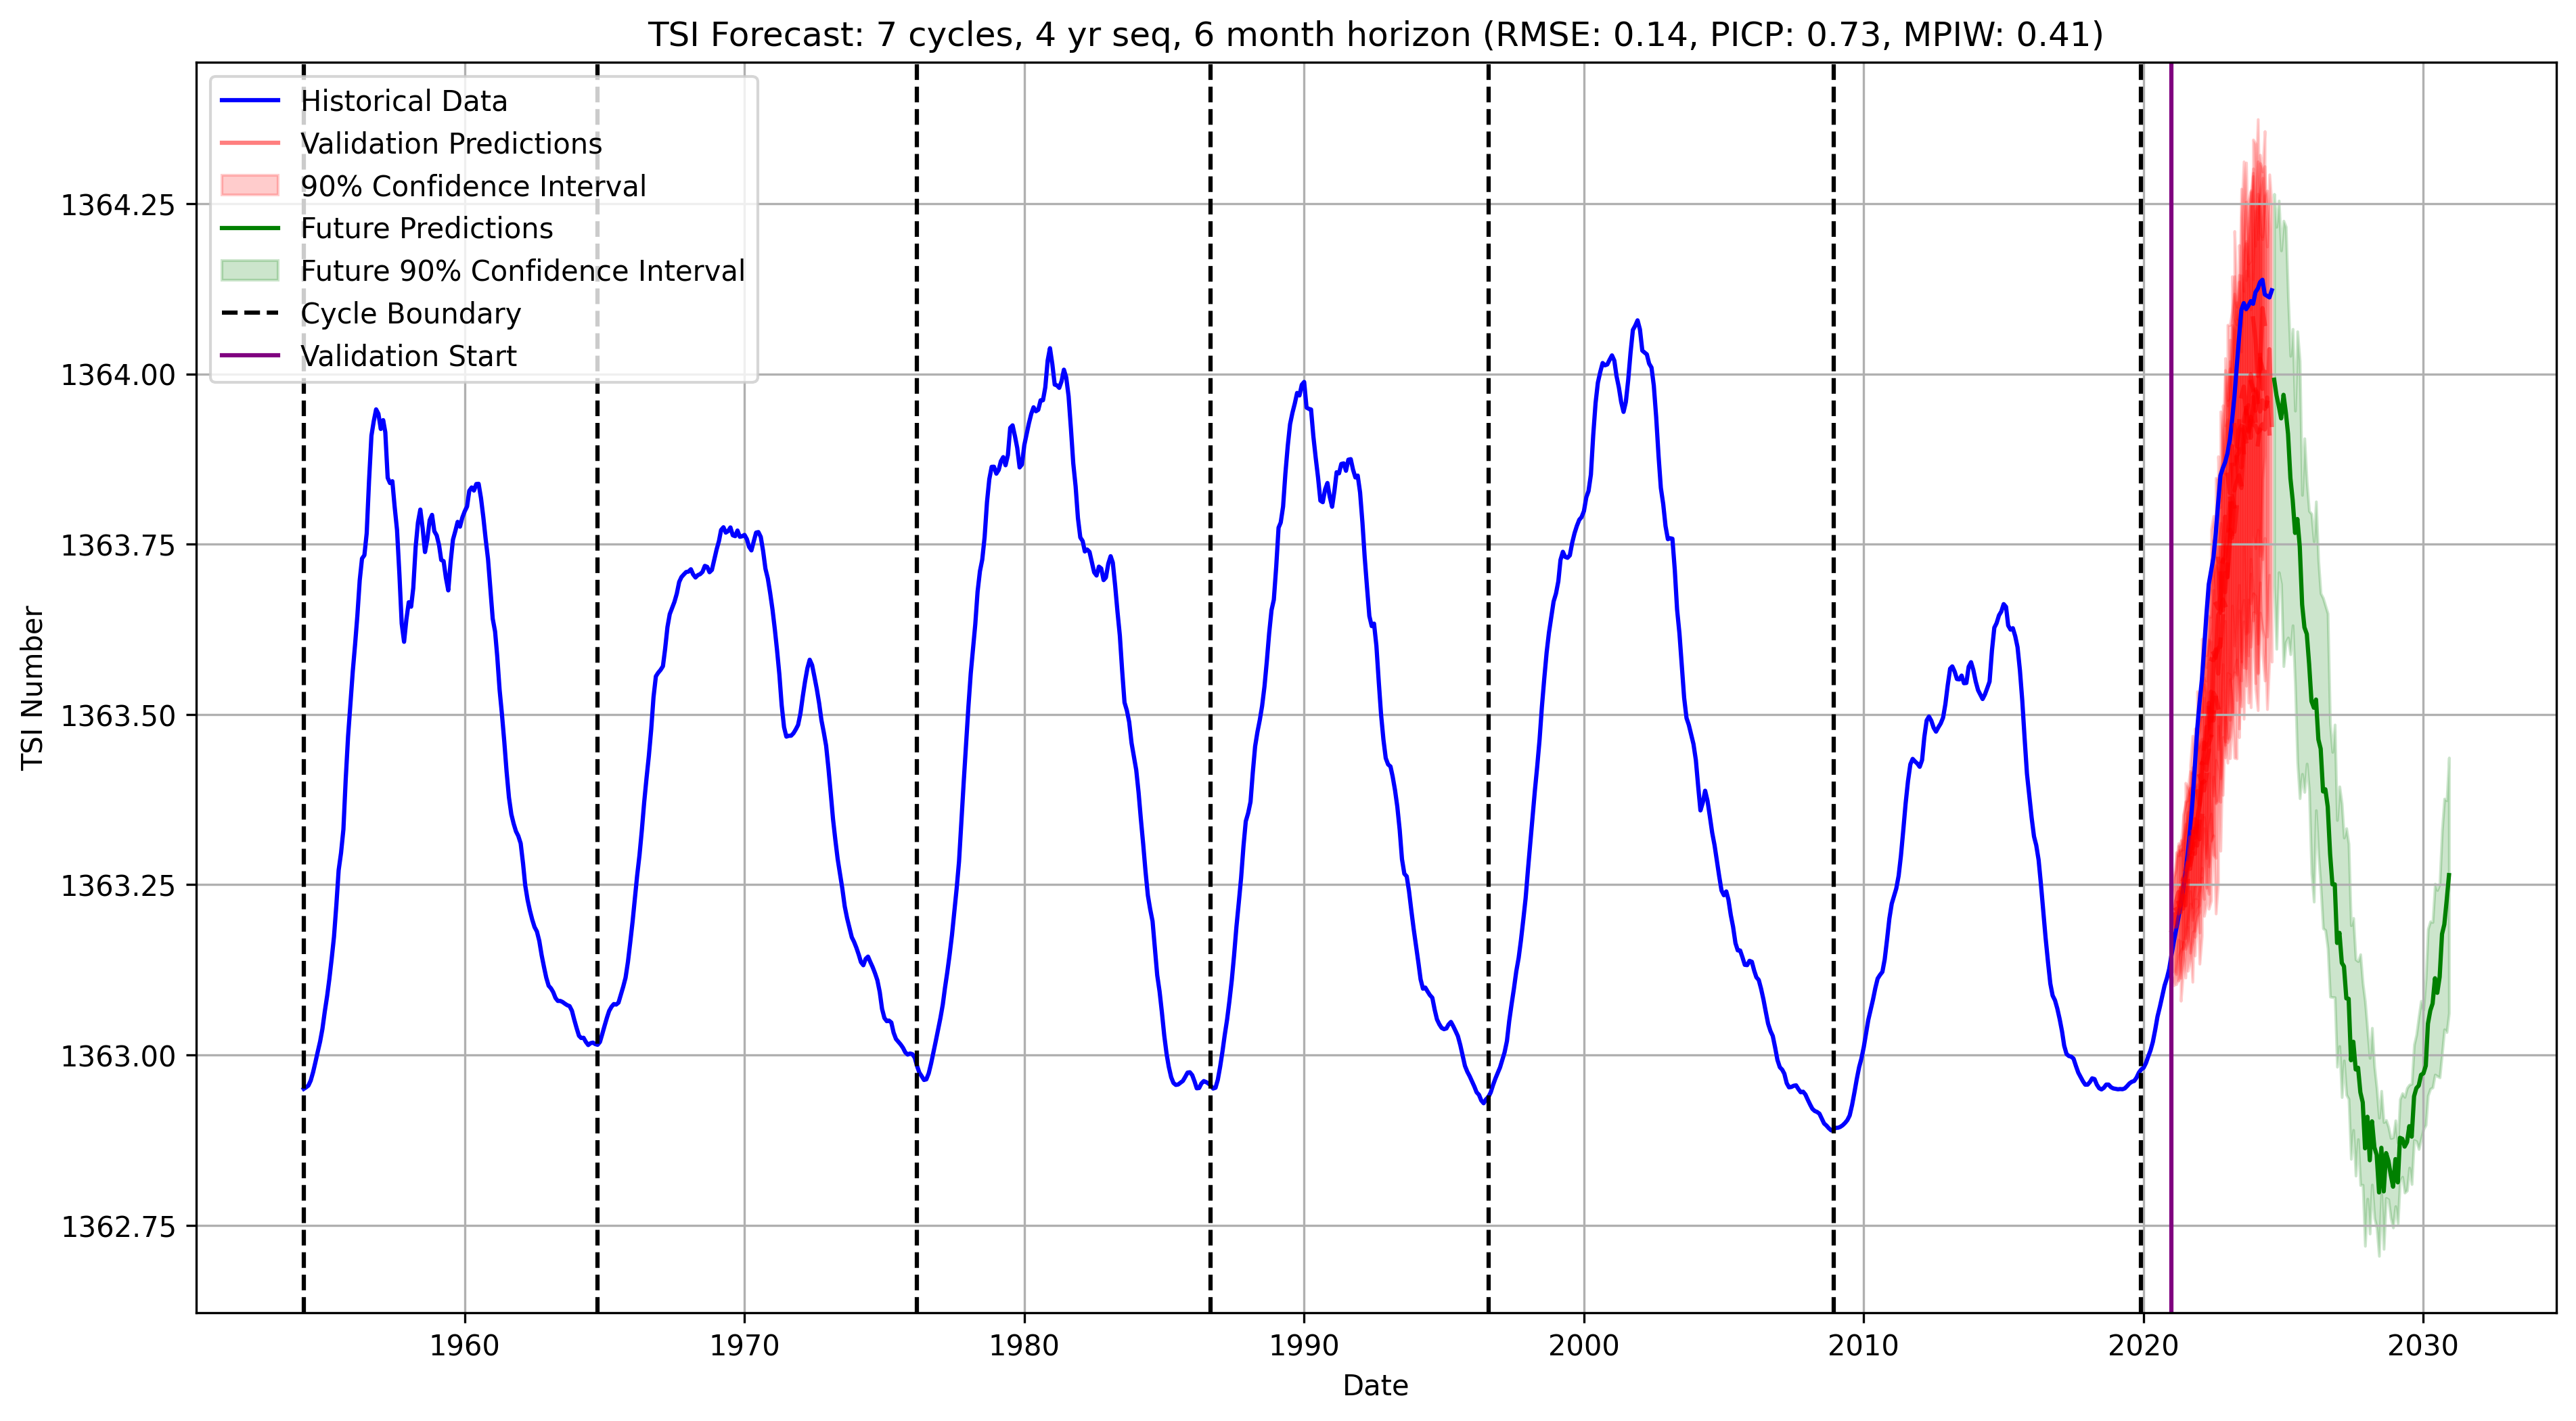 TSI Forecast: 7 cycles, 4 yr seq, 6 month horizon (RMSE: 0.14, PICP: 0.73, MPIW: 0.41)
Historical Data
Validation Predictions
90% Confidence Interval
Future Predictions
Future 90% Confidence Interval
Cycle Boundary
Validation Start
TSI Number
1364.25
1364.00
1363.75
1363.50
1363.25
1363.00
1362.75
1960 1970 1980 1990 2000 2010 2020 2030
Date